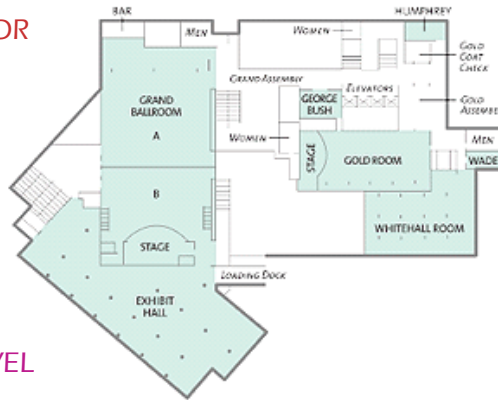 BAR
HUMPHREY
OR
MEN
WOMEN
GOLD
COAT
CHECK
GRAND ASSEMBLY
ELEVATORS
GRAND
BALLROOM
A
GEORGE
BUSH
GOLD
WOMEN
MEN
STAGE
GOLD ROOM
WADE
B
WHITEHALL ROOM
STAGE
LOADING DOCK
EXHIBIT
HALL
VEL